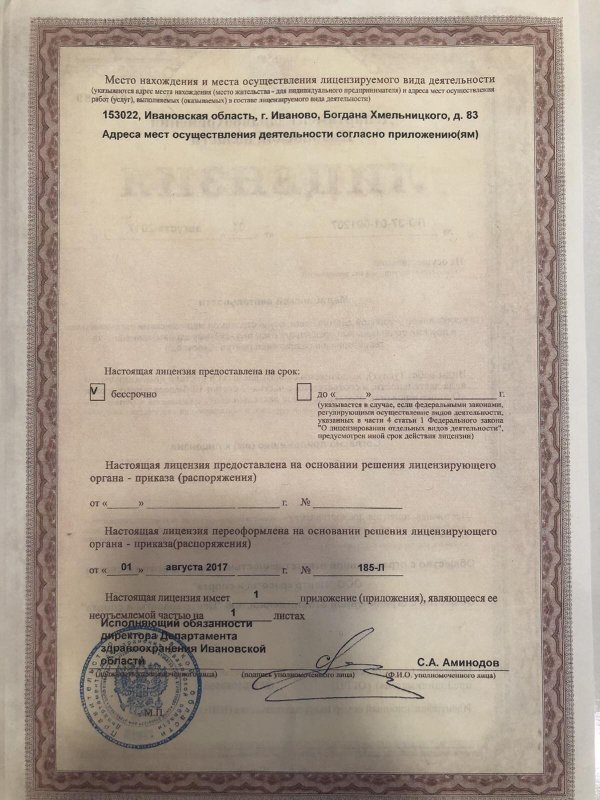 Место нахождения и места осуществления лицензируемого вида деятельности
(указываются адрес места нахождения (место жительства - для индивидуального предпринимателя) и адреса осуществления
работ (услуг), выполняемых (оказываемых) в составе лицензируемого вида деятельности)
153022, Ивановская область, г. Иваново, Богдана Хмельницкого, д. 83
Адреса мест осуществления деятельности согласно приложению(ям)
Настоящая лицензия предоставлена на срок:
V бессрочно
до « » г.
(указывается в случае, если федеральными законами,
регулирующими осуществление видов деятельности,
указанных в части 4 статьи 1 Федерального закона
"О лицензировании отдельных видов деятельности",
предусмотрен иной срок действия лицензии)
Настоящая лицензия предоставлена на основании решения лицензирующего
органа - приказа (распоряжения)
от « » г. №
Настоящая лицензия переоформлена на основании решения лицензирующего
органа - приказа(распоряжения)
от « 01 » августа 2017 г. № 185-Л
Настоящая лицензия имеет 1 приложение (приложения), являющееся ее
неотъемлемой частью на 1 листах
Исполняющий обязанности
директора Департамента
здравоохранения Ивановской
области
С.А. Аминодов
(должность уполномоченного лица) (подпись уполномоченного лица) (Ф.И.О. уполномоченного лица)
М.П.